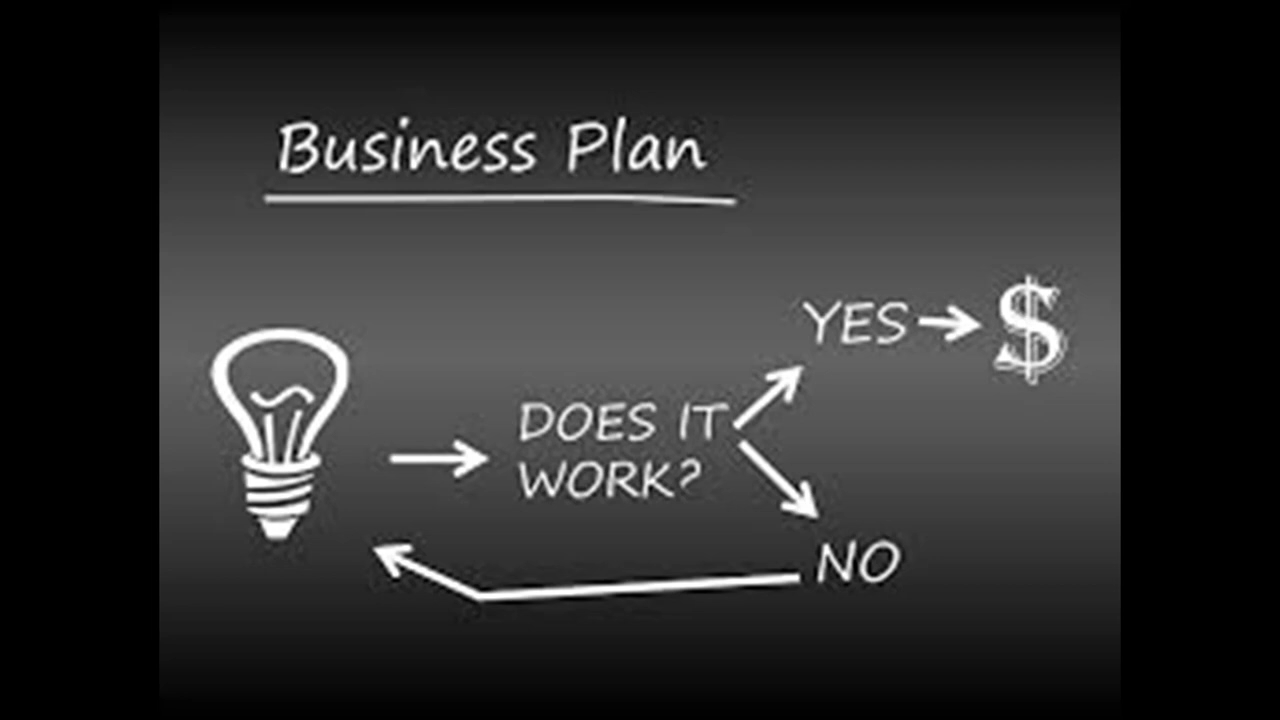 Business Plan
YES
$
DOES IT
WORK?
NO